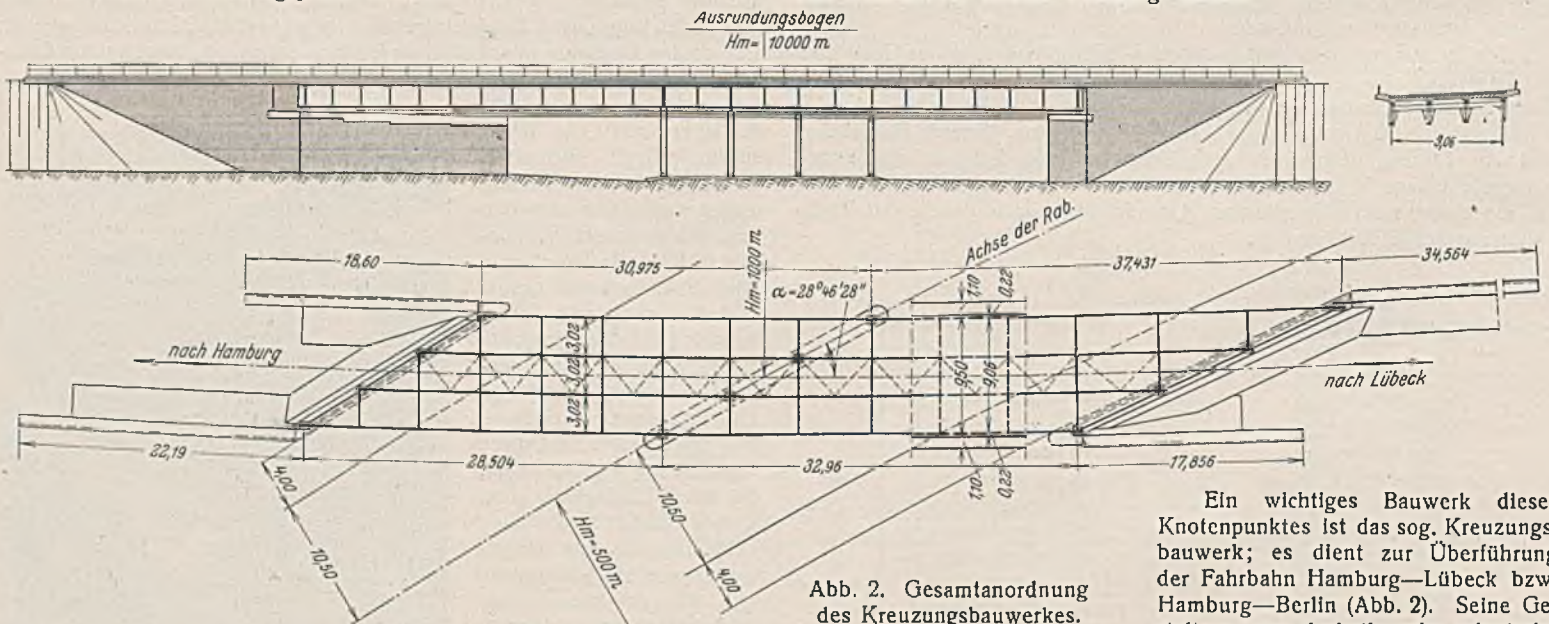 Ausrundungsbogen
Hm= 10000 m
9,06
Achse der Rab.
18,60
30,975
Hm=1000 m
α=28°46'28"
37,431
34,564
1,10
0,22
nach Hamburg
3,02
3,02
3,02
9,50
9,06
nach Lübeck
22,19
28,504
32,96
17,856
1,10
0,22
4,00
10,50
Hm=500 m
10,50
4,00
Abb. 2. Gesamtanordnung
des Kreuzungsbauwerkes.
Ein wichtiges Bauwerk diese
Knotenpunktes ist das sog. Kreuzungs
bauwerk; es dient zur Überführung
der Fahrbahn Hamburg—Lübeck bzw
Hamburg—Berlin (Abb. 2). Seine Ge